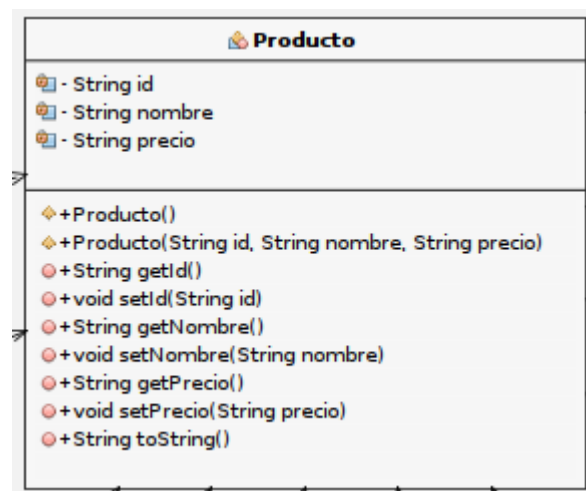 Producto
- String id
- String nombre
- String precio
+Producto()
+Producto(String id, String nombre, String precio)
+String getId()
+void setId(String id)
+String getNombre()
+void setNombre(String nombre)
+String getPrecio()
+void setPrecio(String precio)
+String toString()